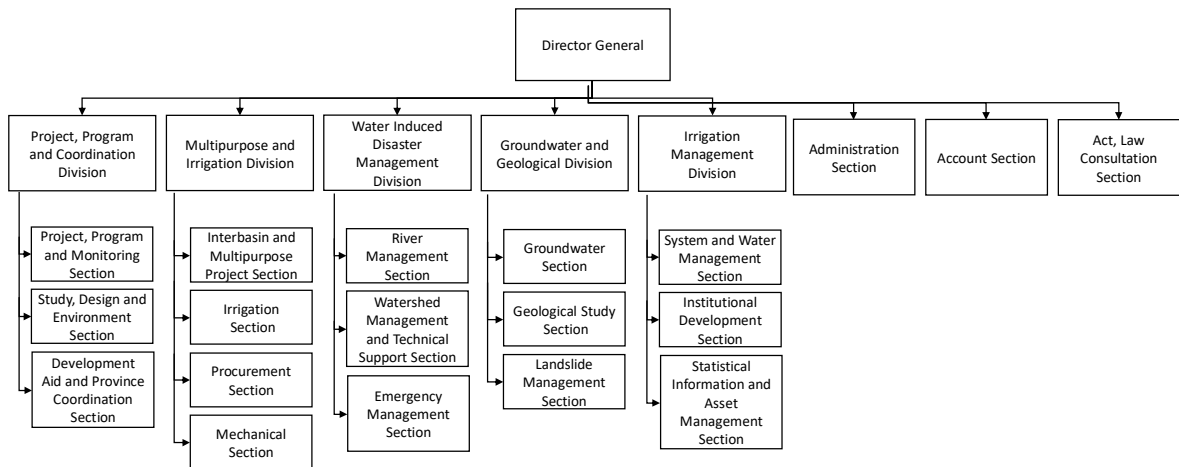 Director General
Project, Program
and Coordination
Division
Multipurpose and
Irrigation Division
Water Induced
Disaster
Management
Division
Groundwater and
Geological Division
Irrigation
Management
Division
Administration
Section
Account Section
Act, Law
Consultation
Section
Project, Program
and Monitoring
Section
Study, Design and
Environment Section
Development
Aid and Province
Coordination
Section
Interbasin and
Multipurpose
Project Section
Irrigation
Section
Procurement
Section
Mechanical
Section
River
Management
Section
Watershed
Management
and Technical
Support Section
Emergency
Management
Section
Groundwater
Section
Geological Study
Section
Landslide
Management
Section
System and Water
Management
Section
Institutional
Development
Section
Statistical
Information and
Asset
Management
Section